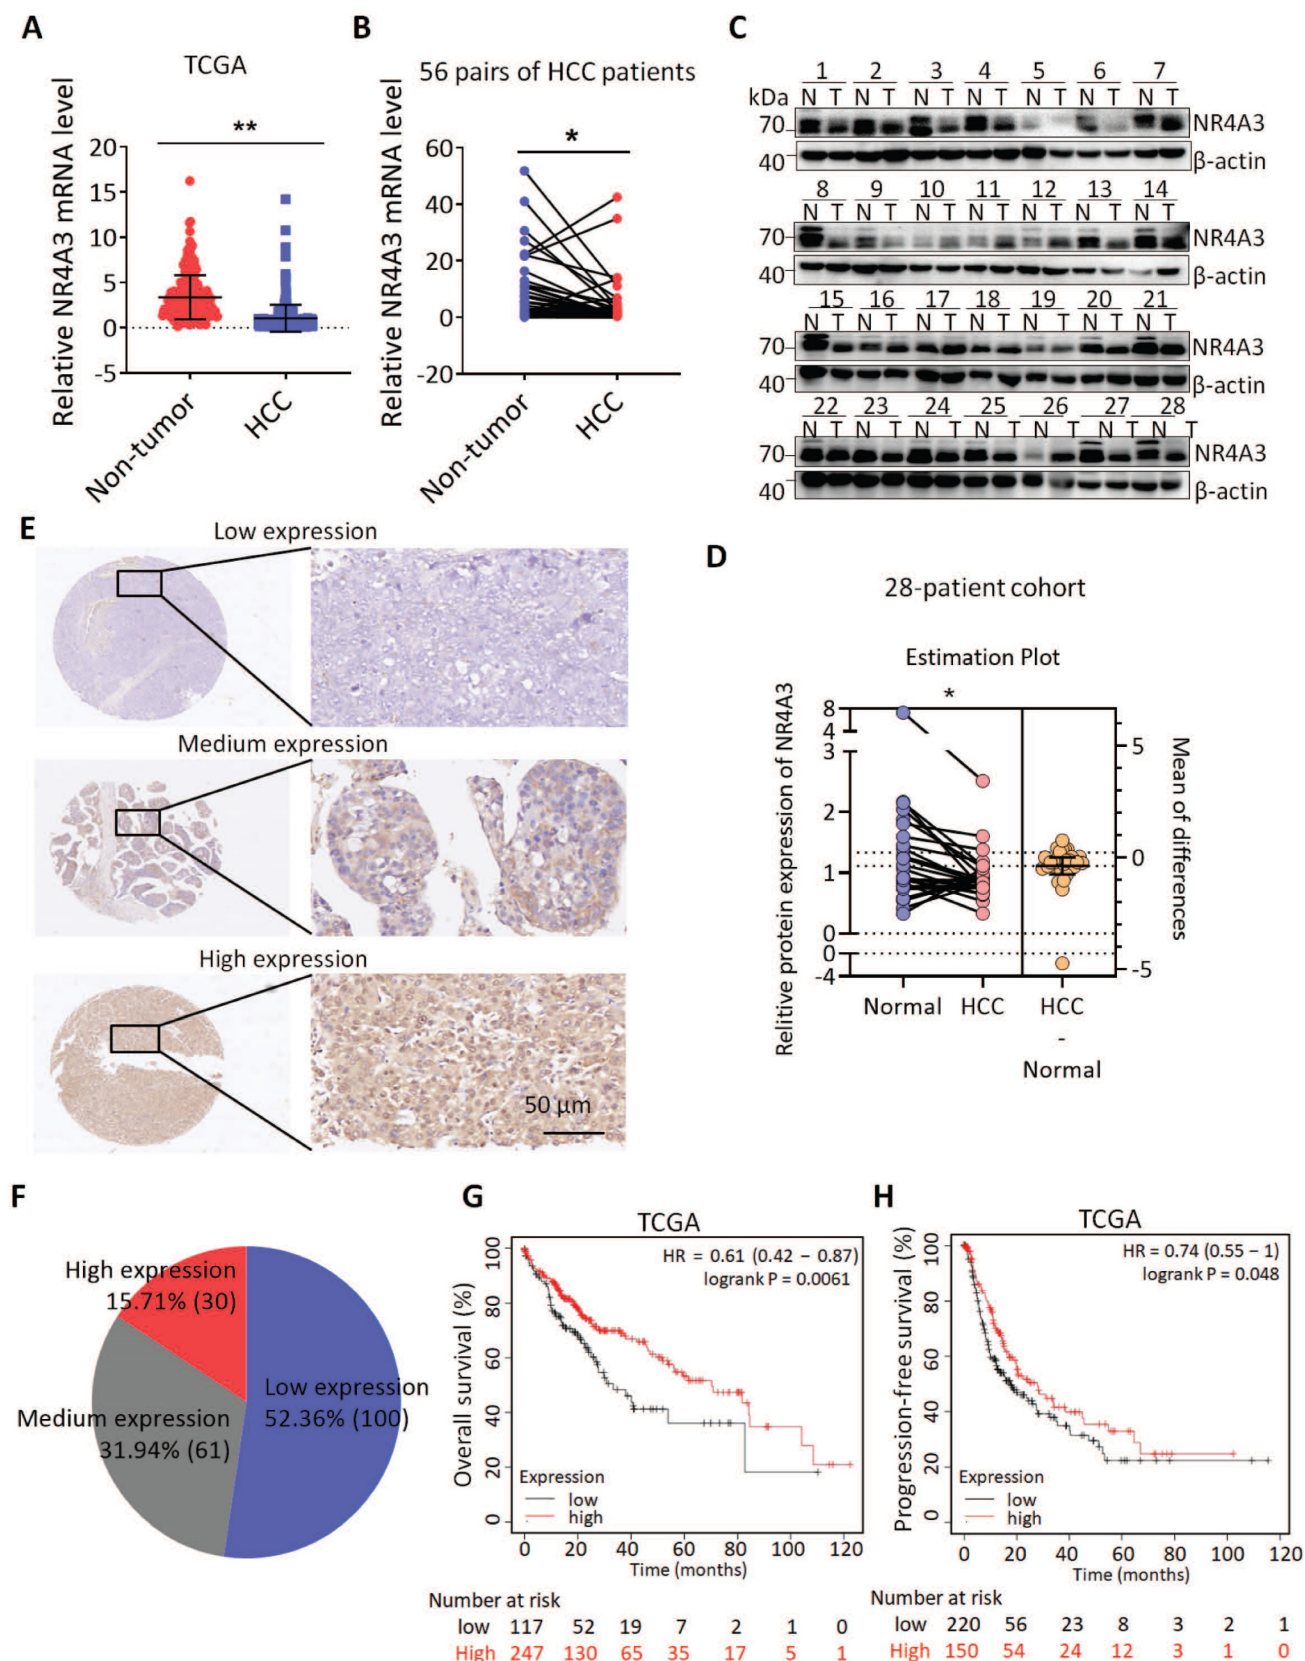 A
TCGA
Relative NR4A3 mRNA level
**
20
15
10
5
0
-5
Non-tumor
HCC
B
56 pairs of HCC patients
Relative NR4A3 mRNA level
*
60
40
20
0
-20
Non-tumor
HCC
C
1 2 3 4 5 6 7
kDa N T N T N T N T N T N T N T
70 NR4A3
40 β-actin
8 9 10 11 12 13 14
N T N T N T N T N T N T N T
70 NR4A3
40 β-actin
15 16 17 18 19 20 21
N T N T N T N T N T N T N T
70 NR4A3
40 β-actin
22 23 24 25 26 27 28
N T N T N T N T N T N T N T
70 NR4A3
40 β-actin
D
28-patient cohort
Estimation Plot
Relitive protein expression of NR4A3
*
8
4
3
2
1
0
0
-4
5
0
-5
Mean of differences
Normal HCC HCC
-
Normal
E
Low expression
Medium expression
High expression
50 μm
F
High expression
15.71% (30)
Low expression
52.36% (100)
Medium expression
31.94% (61)
G
TCGA
Overall survival (%)
HR = 0.61 (0.42 − 0.87)
logrank P = 0.0061
100
80
60
40
20
0
Expression
low
high
0 20 40 60 80 100 120
Time (months)
Number at risk
low 117 52 19 7 2 1 0
High 247 130 65 35 17 5 1
H
TCGA
Progression-free survival (%)
HR = 0.74 (0.55 − 1)
logrank P = 0.048
100
80
60
40
20
0
Expression
low
high
0 20 40 60 80 100 120
Time (months)
Number at risk
low 220 56 23 8 3 2 1
High 150 54 24 12 3 1 0